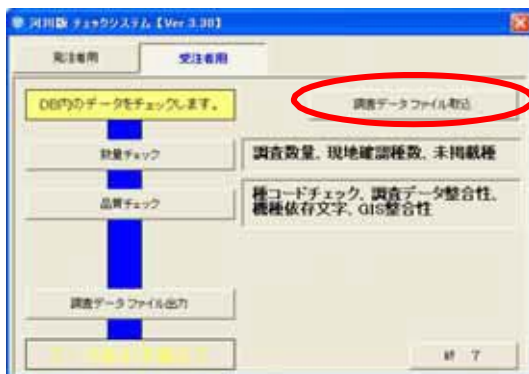 河川版 チェックシステム【Ver 3.30】
発注者用
受注者用
DB内のデータをチェックします。
調査データファイル取込
数量チェック
調査数量、現地確認種数、未掲載種
品質チェック
種コードチェック、調査データ整合性、
機種依存文字、GIS整合性
調査データファイル出力
終 了